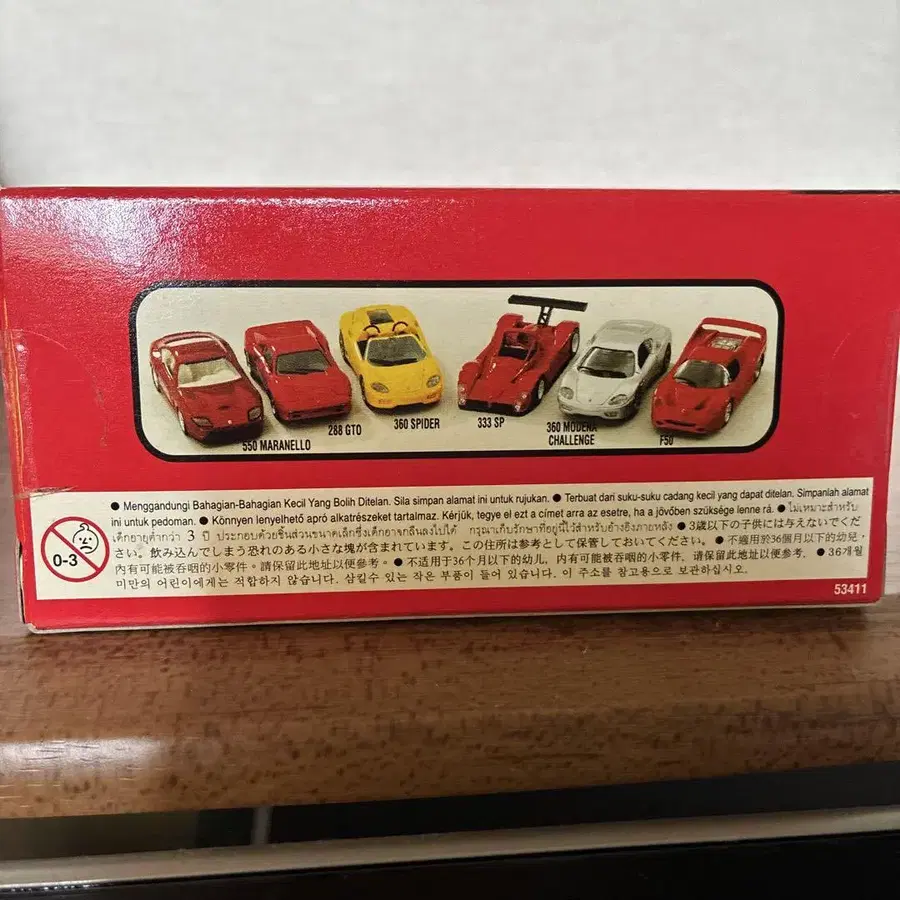 550 MARANELLO
288 GTO
360 SPIDER
333 SP
360 MODENA
CHALLENGE
F50
● Menggandungi Bahagian-Bahagian Kecil Yang Bolih Ditelan. Sila simpan alamat ini untuk rujukan. ● Terbuat dari suku-suku cadang kecil yang dapat ditelan. Simpanlah alamat
ini untuk pedoman. ● Könnyen lenyelhető apró alkatrészeket tartalmaz. Kérjük, tegye el ezt a címet arra az esetre, ha a jövőben szüksége lenne rá. ● ไม่เหมาะสำหรับ
เด็กอายุต่ำกว่า 3 ปี ประกอบด้วยชิ้นส่วนขนาดเล็กซึ่งเด็กอาจกลืนลงไปได้ กรุณาเก็บรักษาที่อยู่นี้ไว้สำหรับอ้างอิงภายหลัง ● 3歳以下の子供には与えないでくだ
さい。飲み込んでしまう恐れのある小さな塊が含まれています。この住所は参考として保管しておいてください。 ● 不適用於36個月以下的幼兒,
內有可能被吞咽的小零件。請保留此地址以便參考。 ● 不适用于36个月以下的幼儿, 内有可能被吞咽的小零件。请保留此地址以便参考. ● 36개월
미만의 어린이에게는 적합하지 않습니다. 삼킬수 있는 작은 부품이 들어 있습니다. 이 주소를 참고용으로 보관하십시오.
0-3
53411